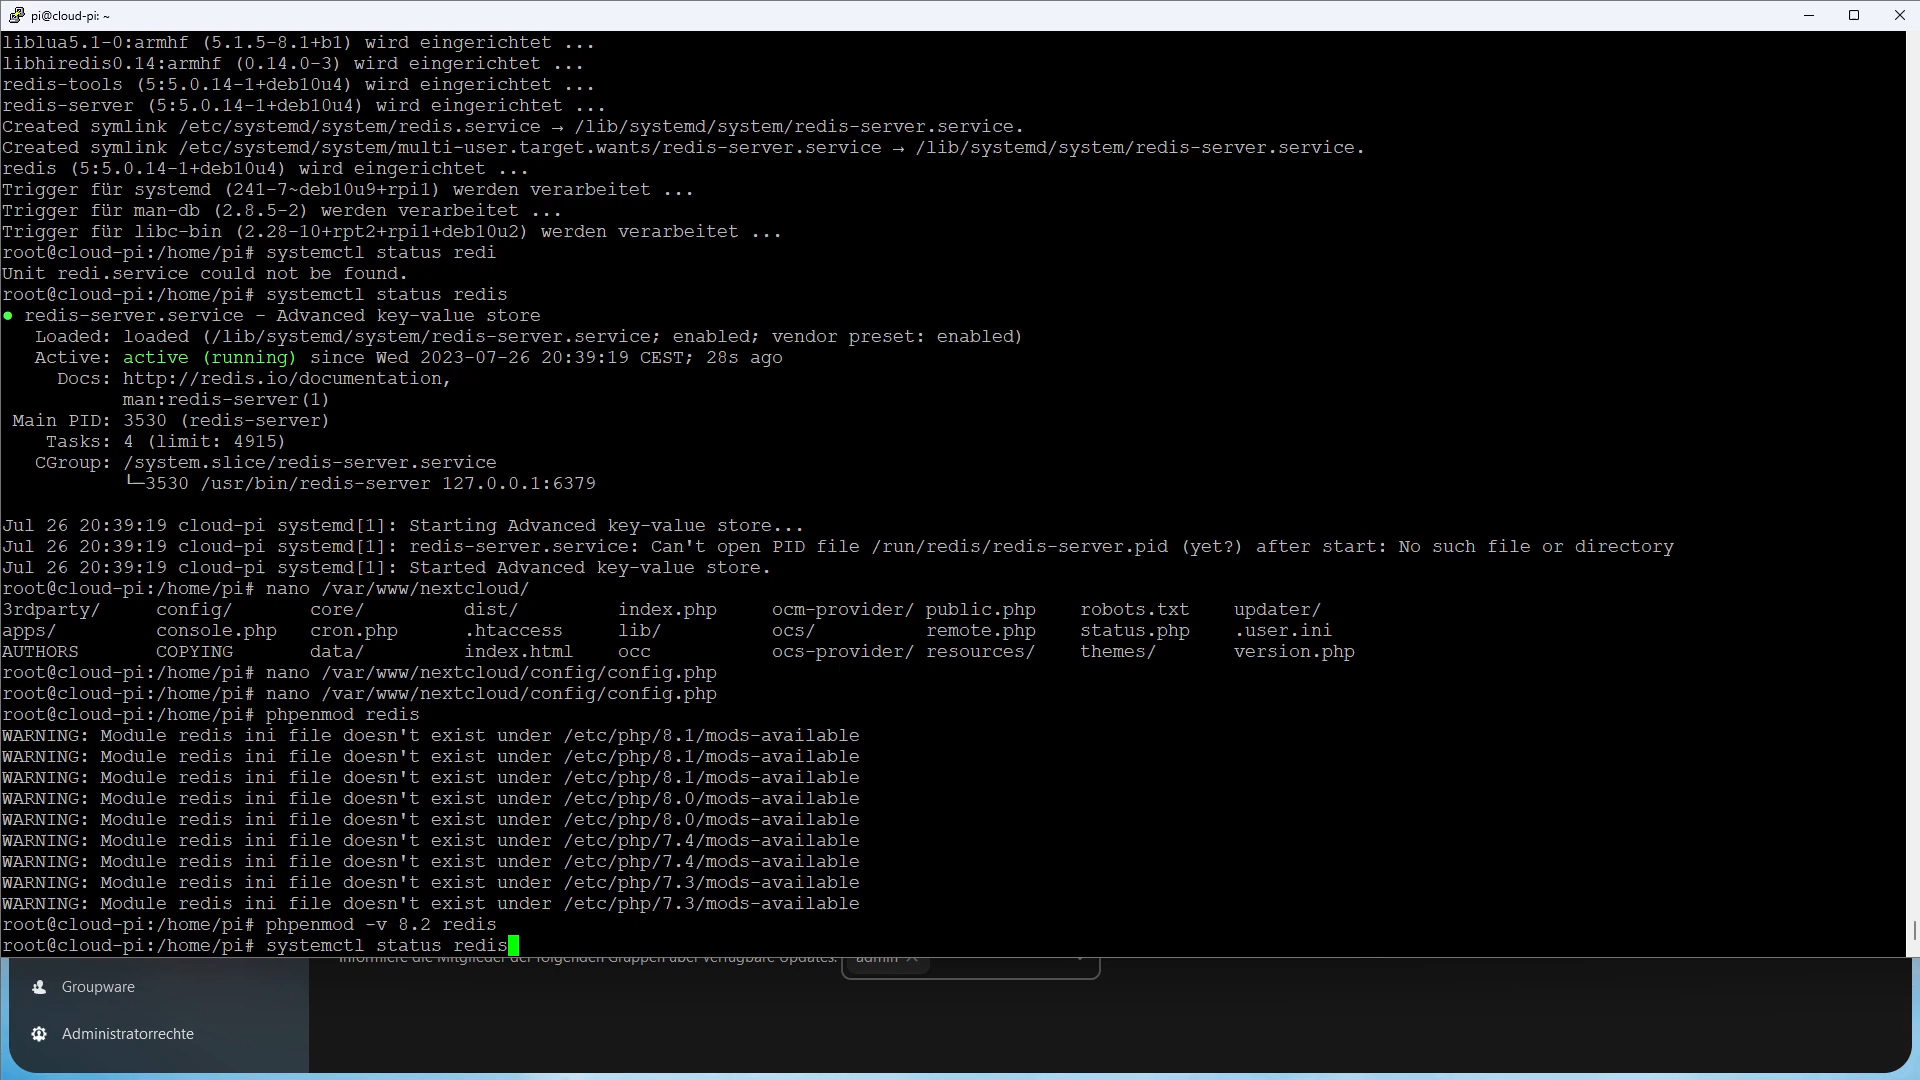 pi@cloud-pi: ~
liblua5.1-0:armhf (5.1.5-8.1+b1) wird eingerichtet ...
libhiredis0.14:armhf (0.14.0-3) wird eingerichtet ...
redis-tools (5:5.0.14-1+deb10u4) wird eingerichtet ...
redis-server (5:5.0.14-1+deb10u4) wird eingerichtet ...
Created symlink /etc/systemd/system/redis.service → /lib/systemd/system/redis-server.service.
Created symlink /etc/systemd/system/multi-user.target.wants/redis-server.service → /lib/systemd/system/redis-server.service.
redis (5:5.0.14-1+deb10u4) wird eingerichtet ...
Trigger für systemd (241-7~deb10u9+rpi1) werden verarbeitet ...
Trigger für man-db (2.8.5-2) werden verarbeitet ...
Trigger für libc-bin (2.28-10+rpt2+rpi1+deb10u2) werden verarbeitet ...
root@cloud-pi:/home/pi# systemctl status redi
Unit redi.service could not be found.
root@cloud-pi:/home/pi# systemctl status redis
● redis-server.service - Advanced key-value store
Loaded: loaded (/lib/systemd/system/redis-server.service; enabled; vendor preset: enabled)
Active: active (running) since Wed 2023-07-26 20:39:19 CEST; 28s ago
Docs: http://redis.io/documentation,
man:redis-server(1)
Main PID: 3530 (redis-server)
Tasks: 4 (limit: 4915)
CGroup: /system.slice/redis-server.service
└─3530 /usr/bin/redis-server 127.0.0.1:6379
Jul 26 20:39:19 cloud-pi systemd[1]: Starting Advanced key-value store...
Jul 26 20:39:19 cloud-pi systemd[1]: redis-server.service: Can't open PID file /run/redis/redis-server.pid (yet?) after start: No such file or directory
Jul 26 20:39:19 cloud-pi systemd[1]: Started Advanced key-value store.
root@cloud-pi:/home/pi# nano /var/www/nextcloud/
3rdparty/ config/ core/ dist/ index.php ocm-provider/ public.php robots.txt updater/
apps/ console.php cron.php .htaccess lib/ ocs/ remote.php status.php .user.ini
AUTHORS COPYING data/ index.html occ ocs-provider/ resources/ themes/ version.php
root@cloud-pi:/home/pi# nano /var/www/nextcloud/config/config.php
root@cloud-pi:/home/pi# nano /var/www/nextcloud/config/config.php
root@cloud-pi:/home/pi# phpenmod redis
WARNING: Module redis ini file doesn't exist under /etc/php/8.1/mods-available
WARNING: Module redis ini file doesn't exist under /etc/php/8.1/mods-available
WARNING: Module redis ini file doesn't exist under /etc/php/8.1/mods-available
WARNING: Module redis ini file doesn't exist under /etc/php/8.0/mods-available
WARNING: Module redis ini file doesn't exist under /etc/php/8.0/mods-available
WARNING: Module redis ini file doesn't exist under /etc/php/7.4/mods-available
WARNING: Module redis ini file doesn't exist under /etc/php/7.4/mods-available
WARNING: Module redis ini file doesn't exist under /etc/php/7.3/mods-available
WARNING: Module redis ini file doesn't exist under /etc/php/7.3/mods-available
root@cloud-pi:/home/pi# phpenmod -v 8.2 redis
root@cloud-pi:/home/pi# systemctl status redis
Informiere die Mitglieder der folgenden Gruppen über verfügbare Updates: admin
Groupware
Administratorrechte